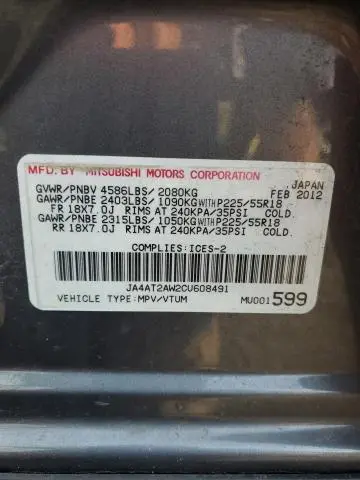 MFD. BY MITSUBISHI MOTORS CORPORATION
JAPAN
GVWR/PNBV 4586LBS/ 2080KG FEB 2012
GAWR/PNBE 2403LBS/ 1090KG WITH P225/55R18
FR 18X7.0J RIMS AT 240KPA/35PSI COLD.
GAWR/PNBE 2315LBS/ 1050KG WITH P225/55R18
RR 18X7.0J RIMS AT 240KPA/35PSI COLD.
COMPLIES:ICES-2
JA4AT2AW2CU608491
VEHICLE TYPE:MPV/VTUM MU001599